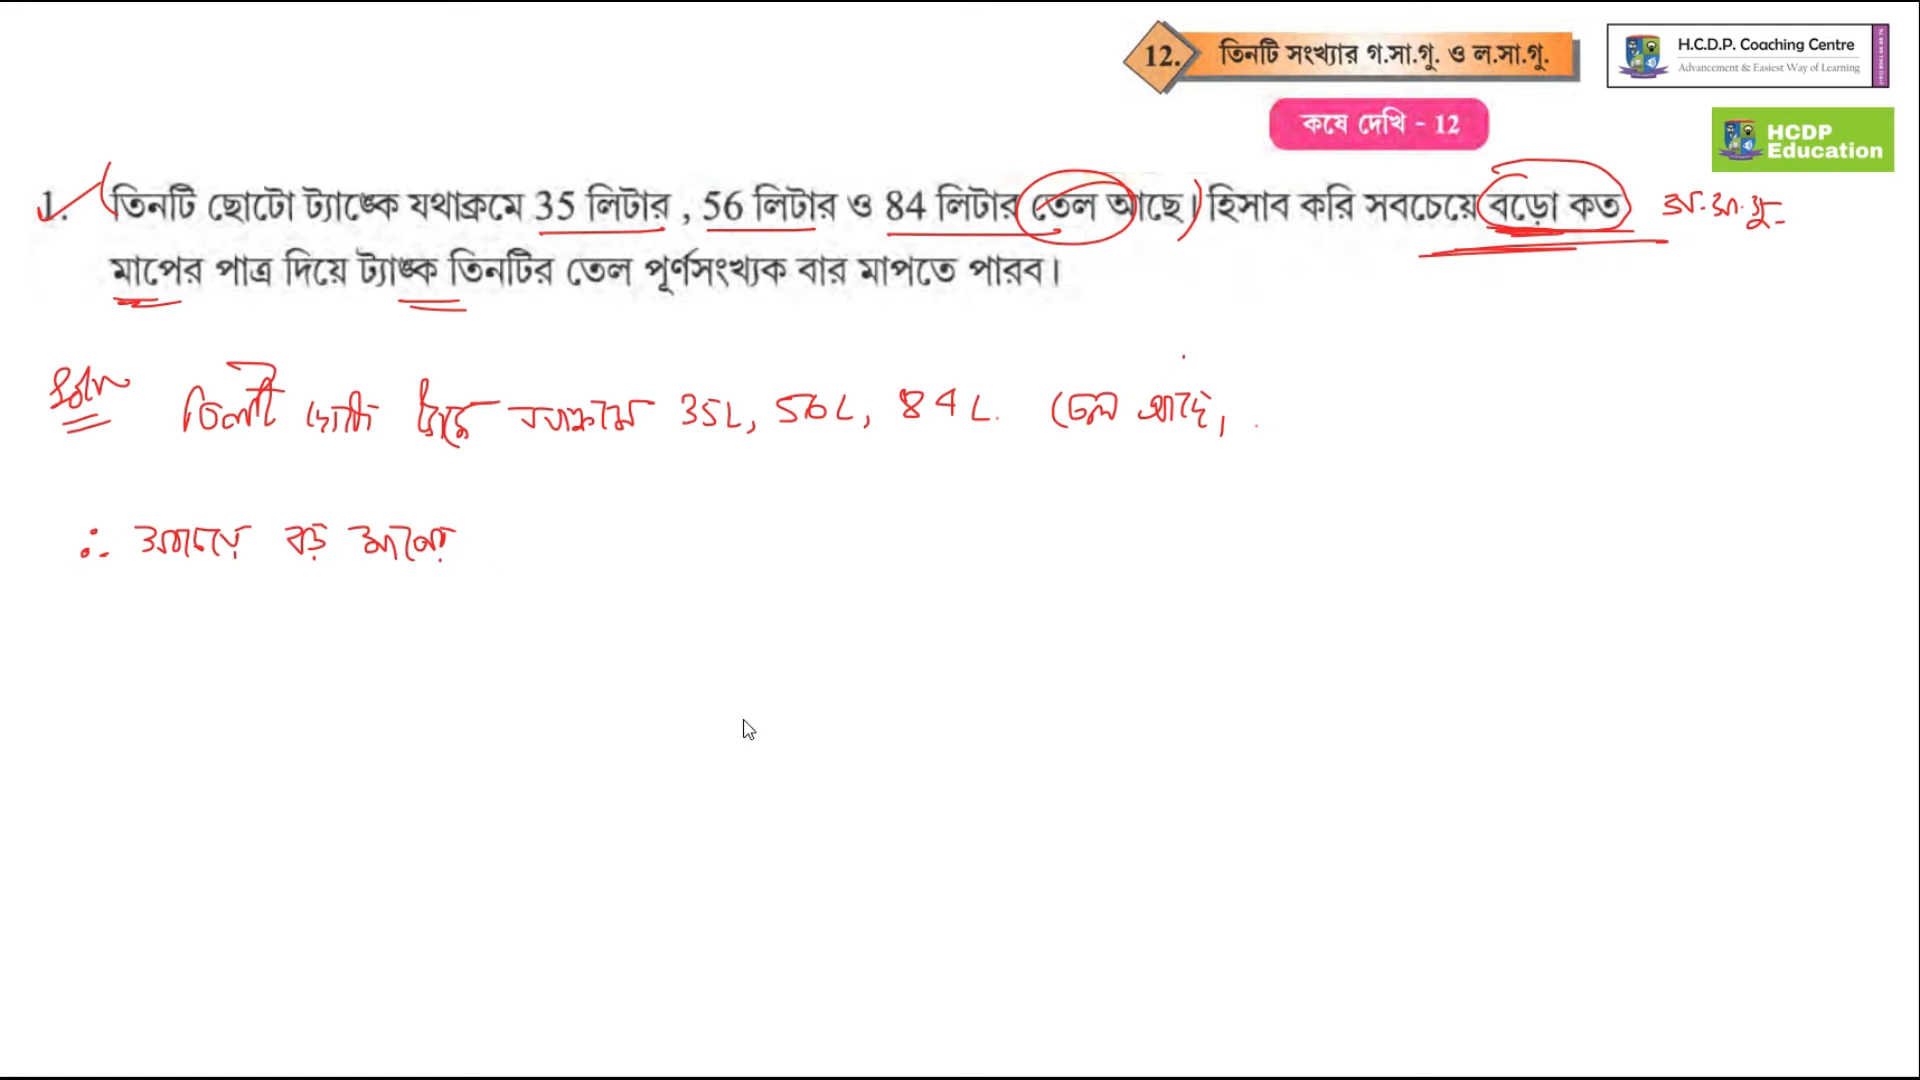 12. তিনটি সংখ্যার গ.সা.গু. ও ল.সা.গু.
H.C.D.P. Coaching Centre
Advancement & Easiest Way of Learning
কষে দেখি - 12
HCDP
Education
1. তিনটি ছোটো ট্যাঙ্কে যথাক্রমে 35 লিটার , 56 লিটার ও 84 লিটার তেল আছে। হিসাব করি সবচেয়ে বড়ো কত গ.সা.গু.
মাপের পাত্র দিয়ে ট্যাঙ্ক তিনটির তেল পূর্ণসংখ্যক বার মাপতে পারব।
তিনটি ছোটো ট্যাঙ্কে যথাক্রমে 35L, 56L, 84L. তেল আছে,
∴ সবচেয়ে বড় মাপের